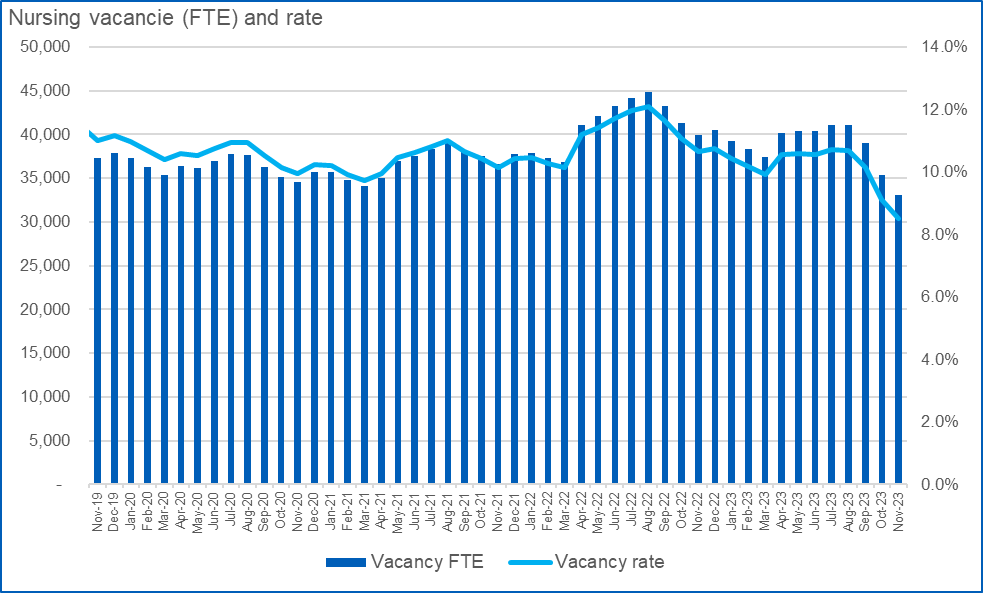 Nursing vacancie (FTE) and rate
50,000
45,000
40,000
35,000
30,000
25,000
20,000
15,000
10,000
5,000
-
14.0%
12.0%
10.0%
8.0%
6.0%
4.0%
2.0%
0.0%
Nov-19
Dec-19
Jan-20
Feb-20
Mar-20
Apr-20
May-20
Jun-20
Jul-20
Aug-20
Sep-20
Oct-20
Nov-20
Dec-20
Jan-21
Feb-21
Mar-21
Apr-21
May-21
Jun-21
Jul-21
Aug-21
Sep-21
Oct-21
Nov-21
Dec-21
Jan-22
Feb-22
Mar-22
Apr-22
May-22
Jun-22
Jul-22
Aug-22
Sep-22
Oct-22
Nov-22
Dec-22
Jan-23
Feb-23
Mar-23
Apr-23
May-23
Jun-23
Jul-23
Aug-23
Sep-23
Oct-23
Nov-23
Vacancy FTE
Vacancy rate